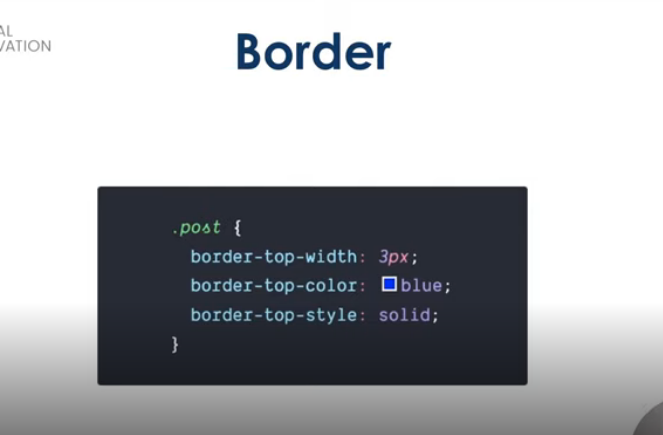 AL
VATION
Border
.post {
border-top-width: 3px;
border-top-color: blue;
border-top-style: solid;
}